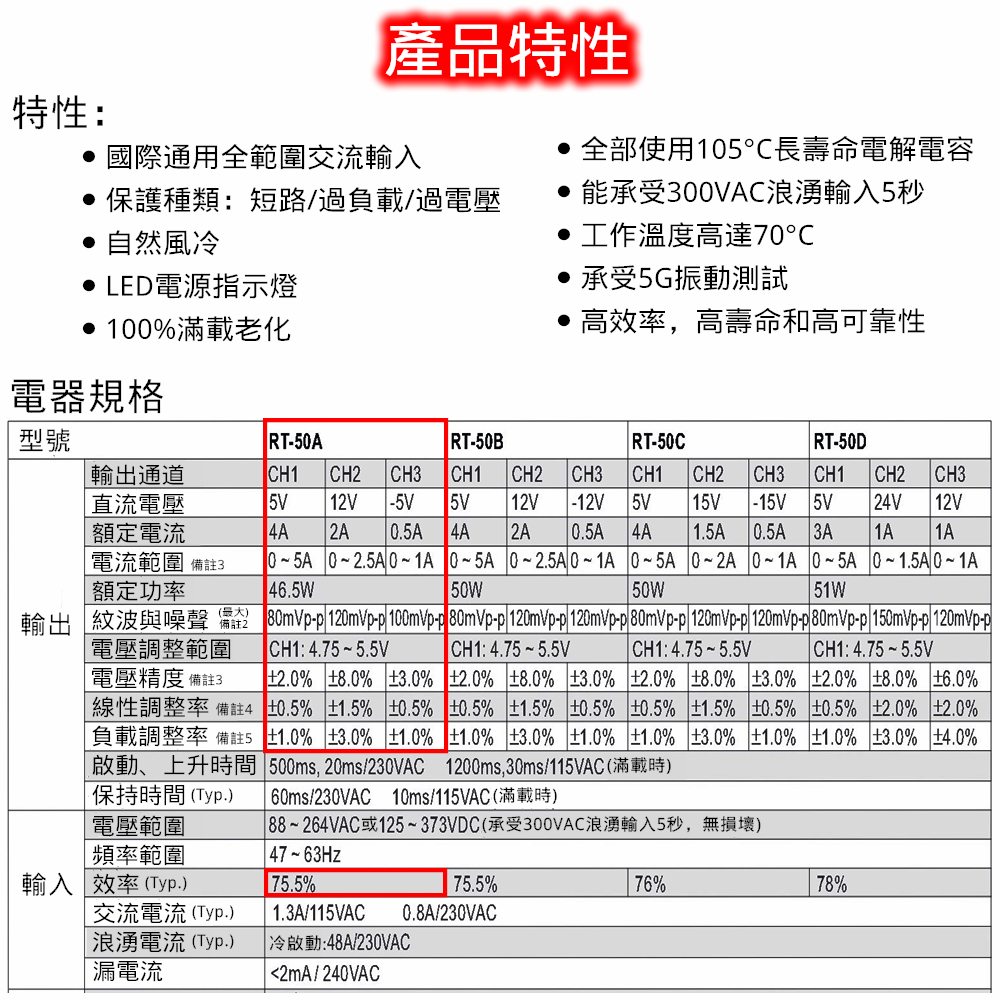 產品特性
特性：
• 國際通用全範圍交流輸入
• 保護種類：短路/過負載/過電壓
• 自然風冷
• LED電源指示燈
• 100%滿載老化
• 全部使用105°C長壽命電解電容
• 能承受300VAC浪湧輸入5秒
• 工作溫度高達70°C
• 承受5G振動測試
• 高效率，高壽命和高可靠性
電器規格
型號 RT-50A RT-50B RT-50C RT-50D
輸出
輸出通道 CH1 CH2 CH3 CH1 CH2 CH3 CH1 CH2 CH3 CH1 CH2 CH3
直流電壓 5V 12V -5V 5V 12V -12V 5V 15V -15V 5V 24V 12V
額定電流 4A 2A 0.5A 4A 2A 0.5A 4A 1.5A 0.5A 3A 1A 1A
電流範圍 備註3 0 ~ 5A 0 ~ 2.5A 0 ~ 1A 0 ~ 5A 0 ~ 2.5A 0 ~ 1A 0 ~ 5A 0 ~ 2A 0 ~ 1A 0 ~ 5A 0 ~ 1.5A 0 ~ 1A
額定功率 46.5W 50W 50W 51W
紋波與噪聲 (最大) 備註2 80mVp-p 120mVp-p 100mVp-p 80mVp-p 120mVp-p 120mVp-p 80mVp-p 120mVp-p 120mVp-p 80mVp-p 150mVp-p 120mVp-p
電壓調整範圍 CH1: 4.75 ~ 5.5V CH1: 4.75 ~ 5.5V CH1: 4.75 ~ 5.5V CH1: 4.75 ~ 5.5V
電壓精度 備註3 ±2.0% ±8.0% ±3.0% ±2.0% ±8.0% ±3.0% ±2.0% ±8.0% ±3.0% ±2.0% ±8.0% ±6.0%
線性調整率 備註4 ±0.5% ±1.5% ±0.5% ±0.5% ±1.5% ±0.5% ±0.5% ±1.5% ±0.5% ±0.5% ±2.0% ±2.0%
負載調整率 備註5 ±1.0% ±3.0% ±1.0% ±1.0% ±3.0% ±1.0% ±1.0% ±3.0% ±1.0% ±1.0% ±3.0% ±4.0%
啟動、上升時間 500ms, 20ms/230VAC 1200ms,30ms/115VAC(滿載時)
保持時間 (Typ.) 60ms/230VAC 10ms/115VAC(滿載時)
輸入
電壓範圍 88 ~ 264VAC或125 ~ 373VDC(承受300VAC浪湧輸入5秒，無損壞)
頻率範圍 47 ~ 63Hz
效率 (Typ.) 75.5% 75.5% 76% 78%
交流電流 (Typ.) 1.3A/115VAC 0.8A/230VAC
浪湧電流 (Typ.) 冷啟動:48A/230VAC
漏電流 <2mA / 240VAC